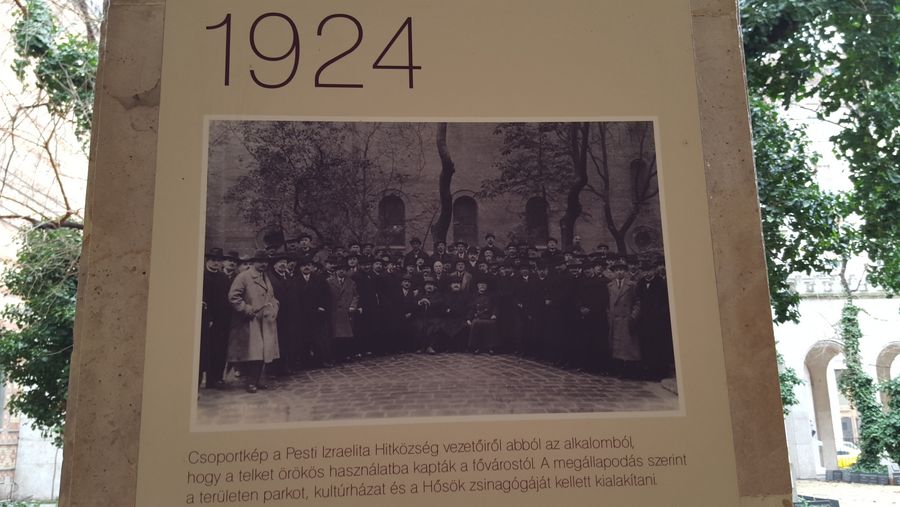 1924
Csoportkép a Pesti Izraelita Hitközség vezetőiről abból az alkalomból,
hogy a telket örökös használatba kapták a fővárostól. A megállapodás szerint
a területen parkot, kultúrházat és a Hősök zsinagógáját kellett kialakítani.